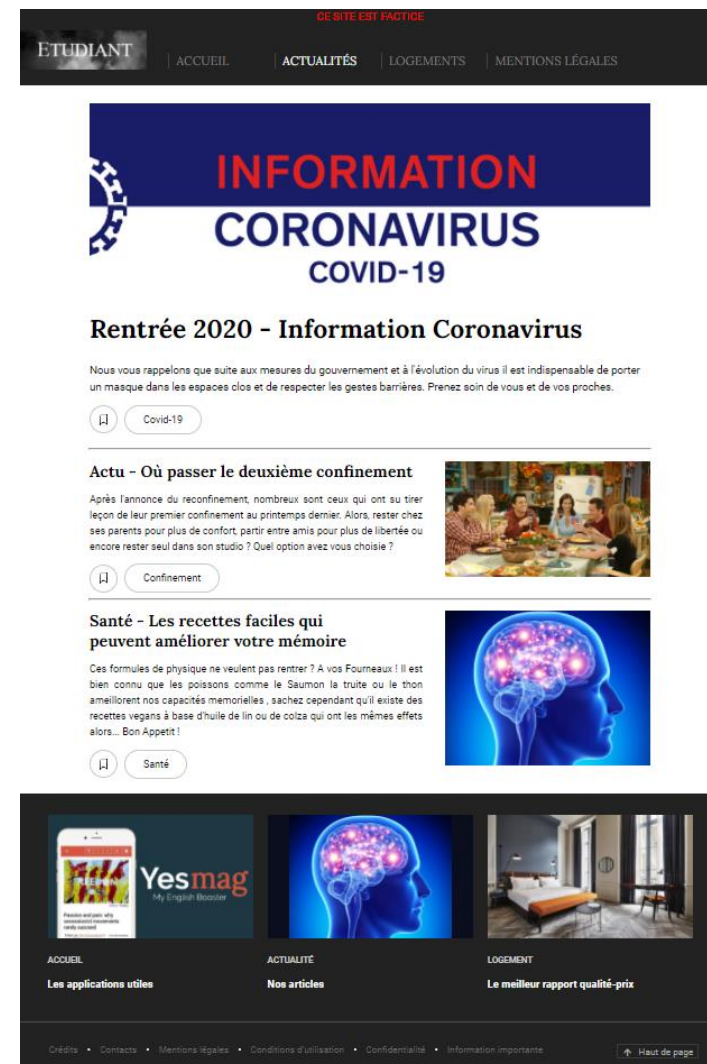 CE SITE EST FACTICE
ETUDIANT
ACCUEIL
ACTUALITÉS
LOGEMENTS
MENTIONS LÉGALES
INFORMATION
CORONAVIRUS
COVID-19
Rentrée 2020 - Information Coronavirus
Nous vous rappelons que suite aux mesures du gouvernement et à l'évolution du virus il est indispensable de porter
un masque dans les espaces clos et de respecter les gestes barrières. Prenez soin de vous et de vos proches.
Covid-19
Actu - Où passer le deuxième confinement
Après l'annonce du reconfinement, nombreux sont ceux qui ont su tirer
leçon de leur premier confinement au printemps dernier. Alors, rester chez
ses parents pour plus de confort, partir entre amis pour plus de libertée ou
encore rester seul dans son studio ? Quel option avez vous choisie ?
Confinement
Santé - Les recettes faciles qui
peuvent améliorer votre mémoire
Ces formules de physique ne veulent pas rentrer ? A vos Fourneaux ! Il est
bien connu que les poissons comme le Saumon la truite ou le thon
ameillorent nos capacités memorielles , sachez cependant qu'il existe des
recettes vegans à base d'huile de lin ou de colza qui ont les mêmes effets
alors... Bon Appetit !
Santé
Yesmag
My English Booster
Passion and pain: why
rarely succeed
ACCUEIL
Les applications utiles
ACTUALITÉ
Nos articles
LOGEMENT
Le meilleur rapport qualité-prix
Crédits • Contacts • Mentions légales • Conditions d'utilisation • Confidentialité • Information importante
↑ Haut de page